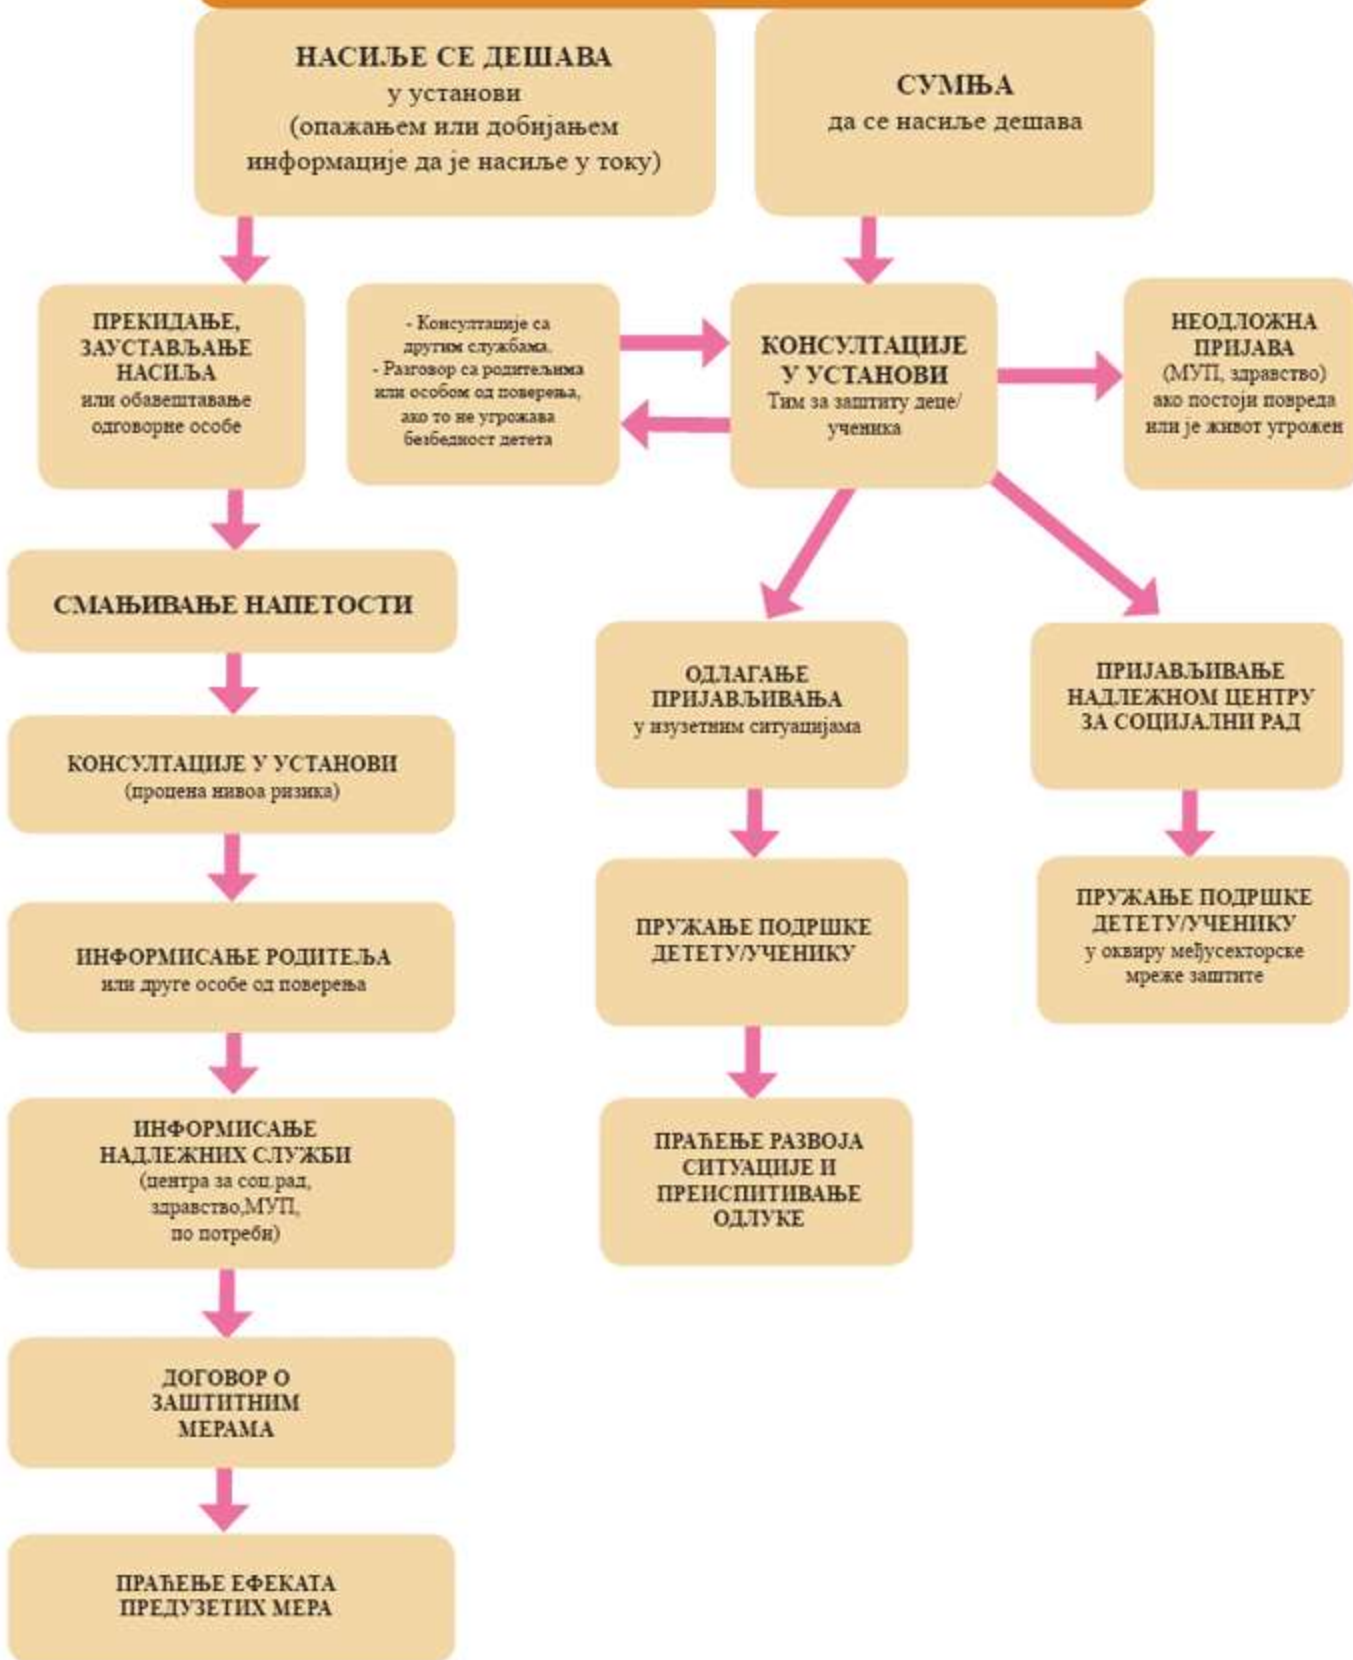 НАСИЉЕ СЕ ДЕШАВА
у установи
(опажањем или добијањем
информације да је насиље у току)
СУМЊА
да се насиље дешава
ПРЕКИДАЊЕ,
ЗАУСТАВЉАЊЕ
НАСИЉА
или обавештавање
одговорне особе
- Консултације са
другим службама.
- Разговор са родитељима
или особом од поверења,
ако то не угрожава
безбедност детета
КОНСУЛТАЦИЈЕ
У УСТАНОВИ
Тим за заштиту деце/
ученика
НЕОДЛОЖНА
ПРИЈАВА
(МУП, здравство)
ако постоји повреда
или је живот угрожен
СМАЊИВАЊЕ НАПЕТОСТИ
КОНСУЛТАЦИЈЕ У УСТАНОВИ
(процена нивоа ризика)
ИНФОРМИСАЊЕ РОДИТЕЉА
или друге особе од поверења
ИНФОРМИСАЊЕ
НАДЛЕЖНИХ СЛУЖБИ
(центра за соц.рад,
здравство,МУП,
по потреби)
ДОГОВОР О
ЗАШТИТНИМ
МЕРАМА
ПРАЋЕЊЕ ЕФЕКАТА
ПРЕДУЗЕТИХ МЕРА
ОДЛАГАЊЕ
ПРИЈАВЉИВАЊА
у изузетним ситуацијама
ПРУЖАЊЕ ПОДРШКЕ
ДЕТЕТУ/УЧЕНИКУ
ПРАЋЕЊЕ РАЗВОЈА
СИТУАЦИЈЕ И
ПРЕИСПИТИВАЊЕ
ОДЛУКЕ
ПРИЈАВЉИВАЊЕ
НАДЛЕЖНОМ ЦЕНТРУ
ЗА СОЦИЈАЛНИ РАД
ПРУЖАЊЕ ПОДРШКЕ
ДЕТЕТУ/УЧЕНИКУ
у оквиру међусекторске
мреже заштите